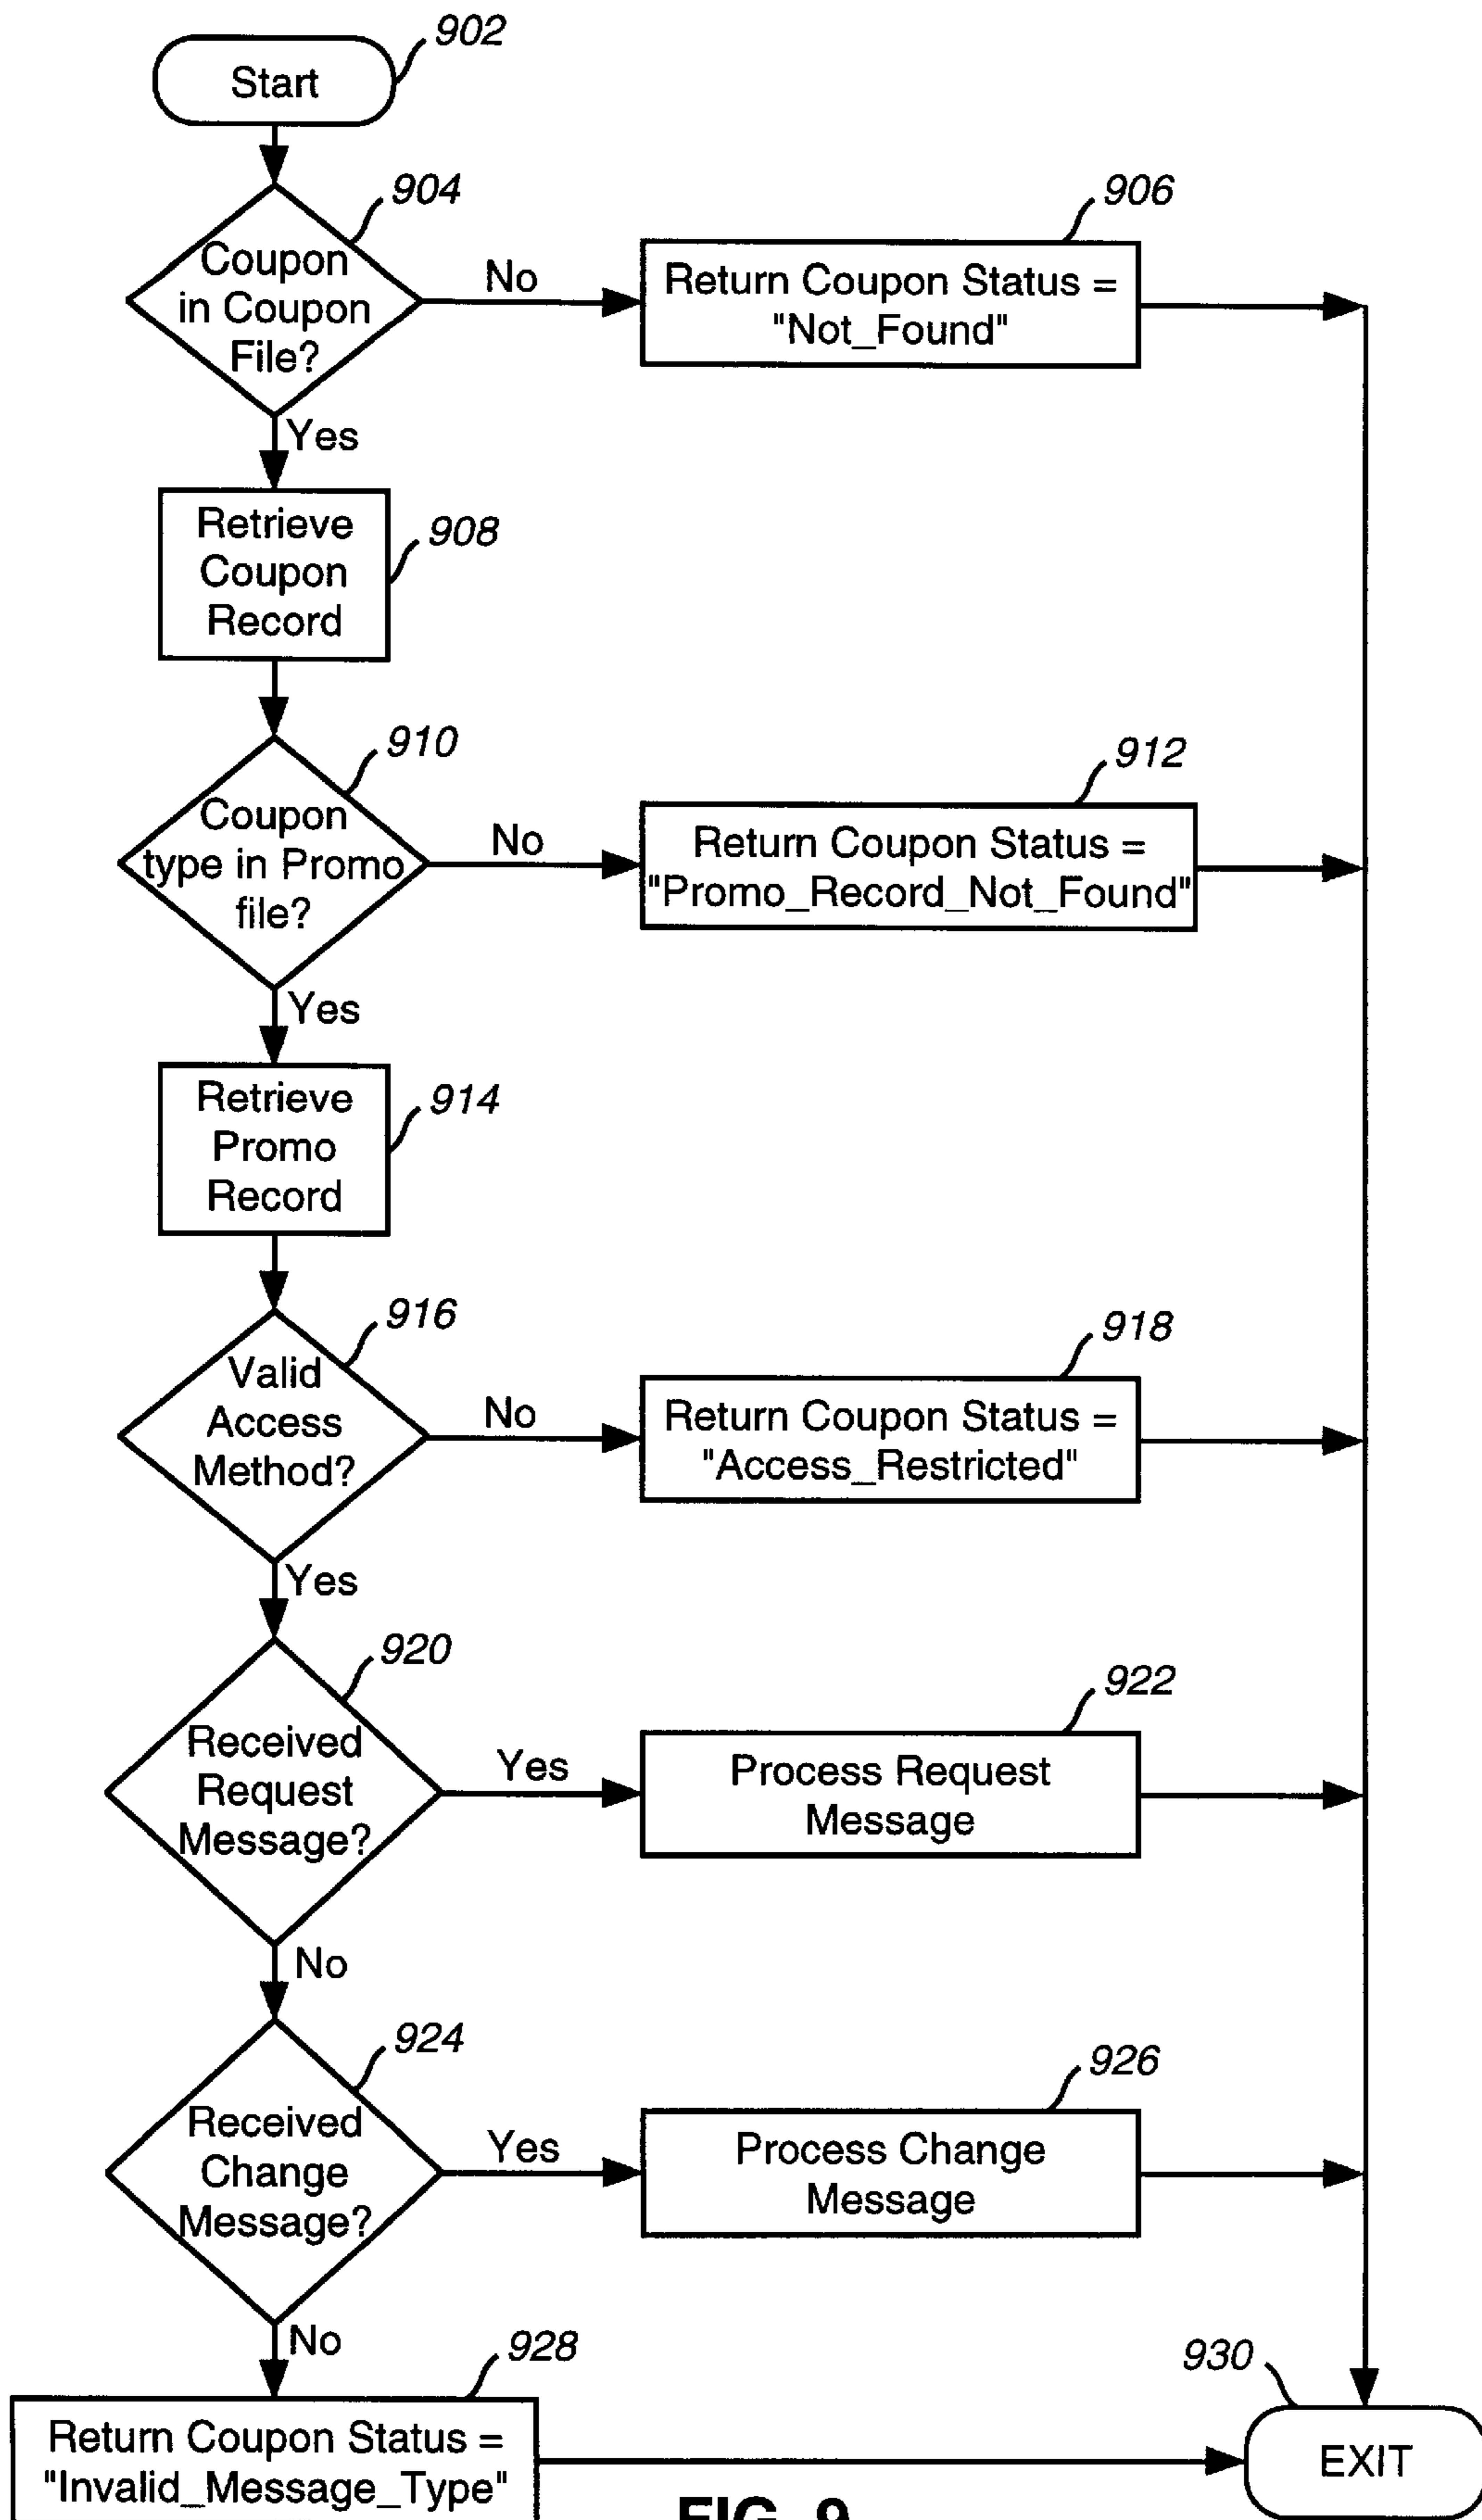 902
Start
904
906
Coupon
in Coupon
File?
No
Return Coupon Status =
"Not_Found"
Yes
Retrieve
Coupon
Record
908
910
912
Coupon
type in Promo
file?
No
Return Coupon Status =
"Promo_Record_Not_Found"
Yes
Retrieve
Promo
Record
914
916
918
Valid
Access
Method?
No
Return Coupon Status =
"Access_Restricted"
Yes
920
922
Received
Request
Message?
Yes
Process Request
Message
No
924
926
Received
Change
Message?
Yes
Process Change
Message
No
928
930
Return Coupon Status =
"Invalid_Message_Type"
EXIT
FIG. 9